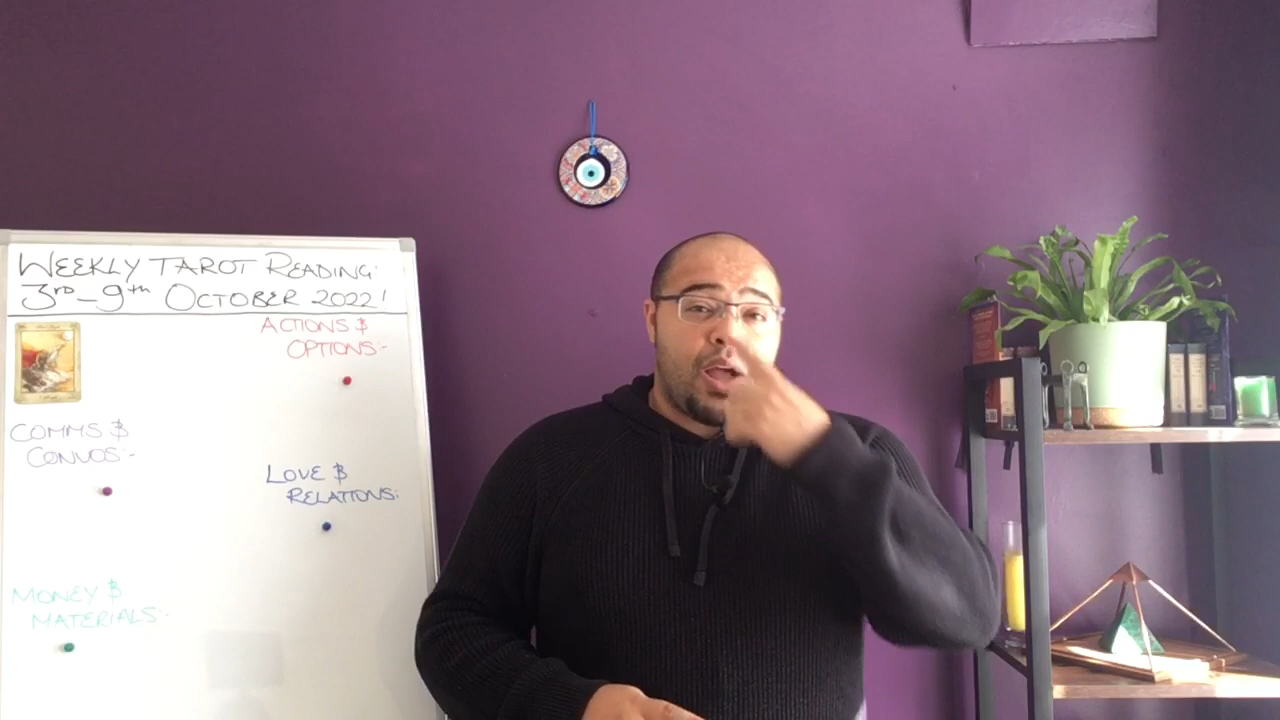 WEEKLY TAROT READING:
3RD - 9TH OCTOBER 2022!
ACTIONS &
OPTIONS:-
COMMS &
CONVOS:-
LOVE &
RELATIONS:
MONEY &
MATERIALS:-